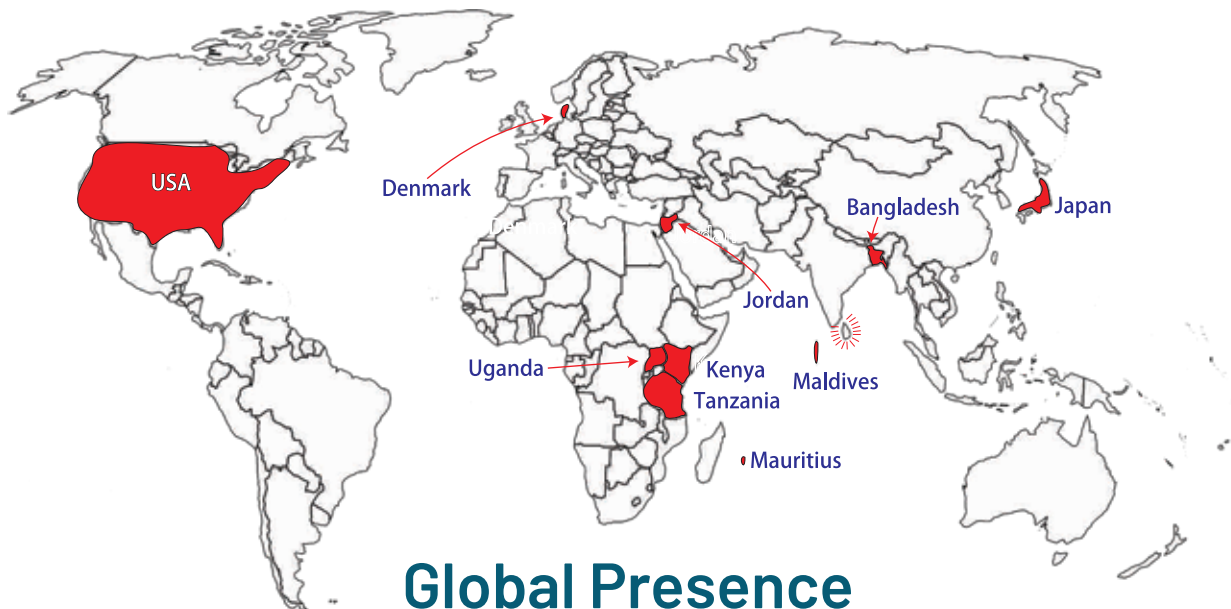 USA
Denmark
Bangladesh
Japan
Jordan
Uganda
Kenya
Tanzania
Maldives
Mauritius
Global Presence